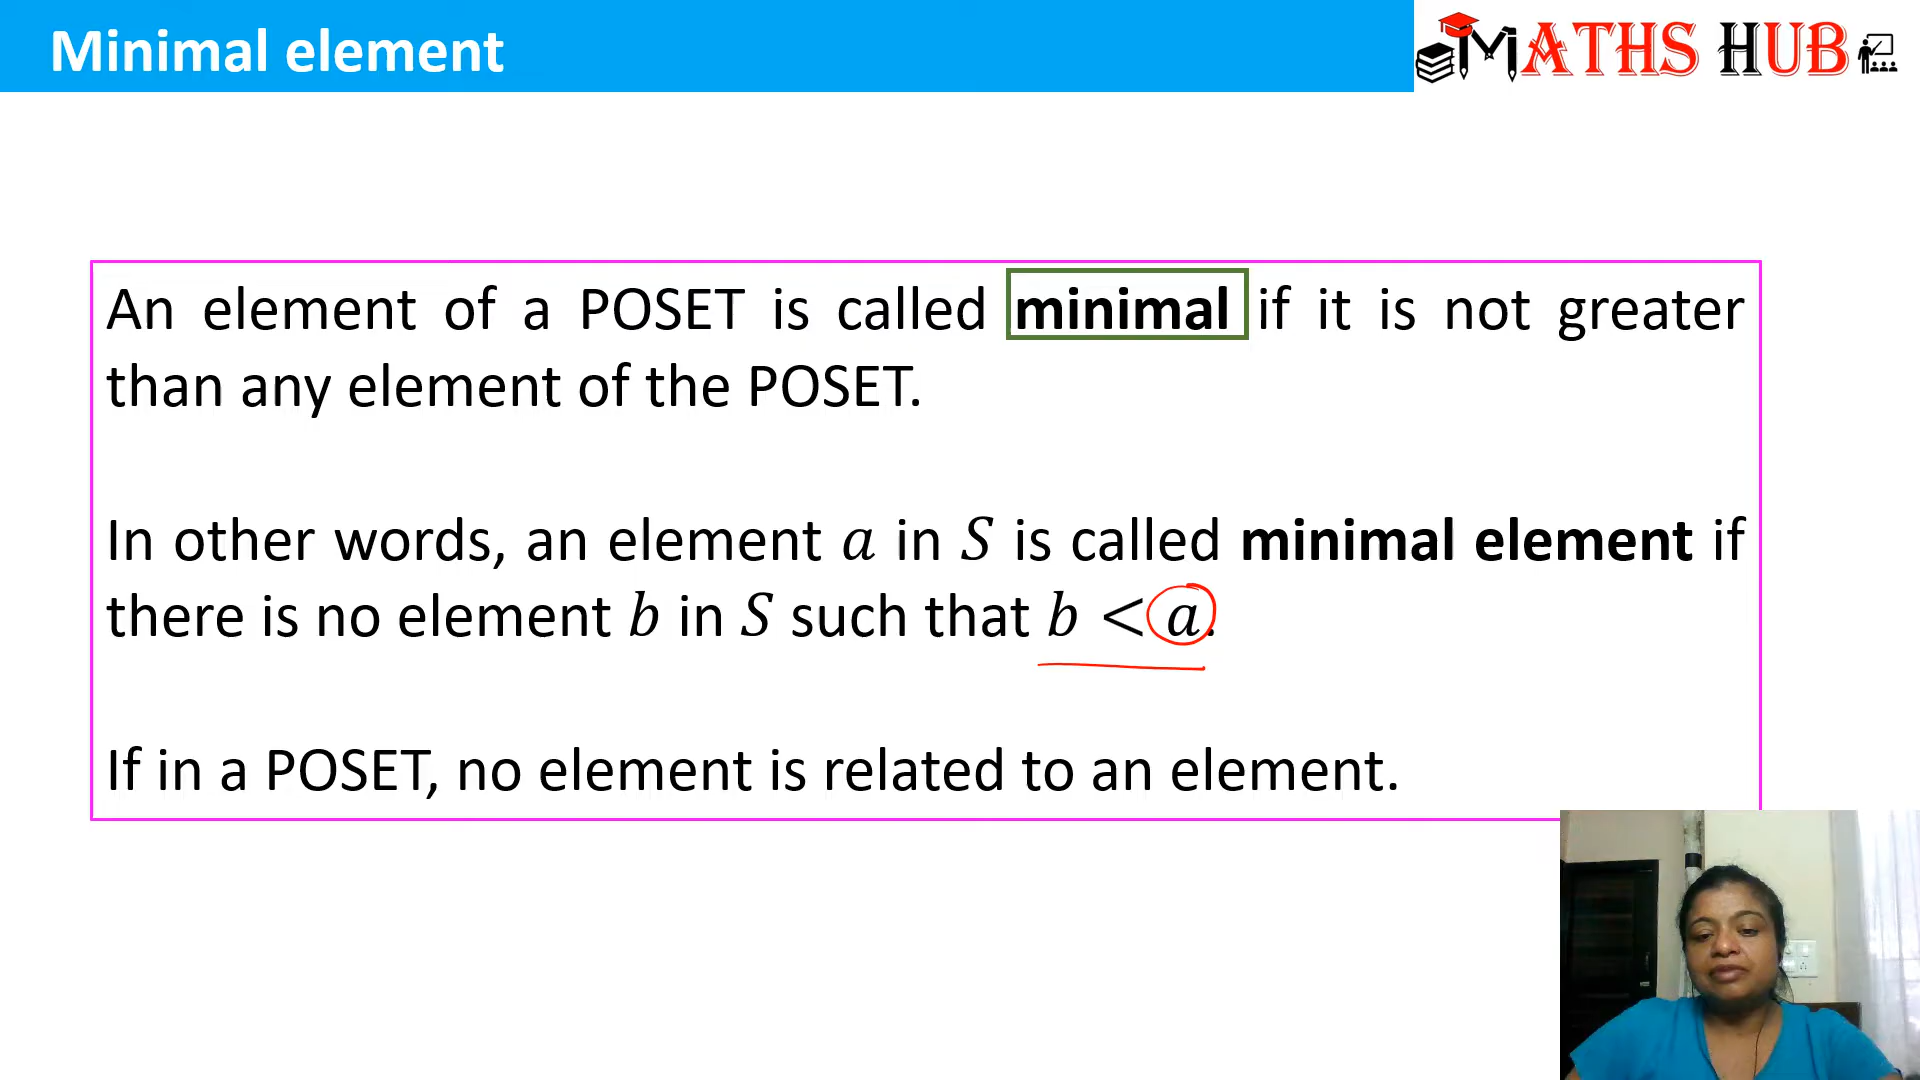 Minimal element
MATHS HUB
An element of a POSET is called minimal if it is not greater
than any element of the POSET.
In other words, an element a in S is called minimal element if
there is no element b in S such that b < a.
If in a POSET, no element is related to an element.